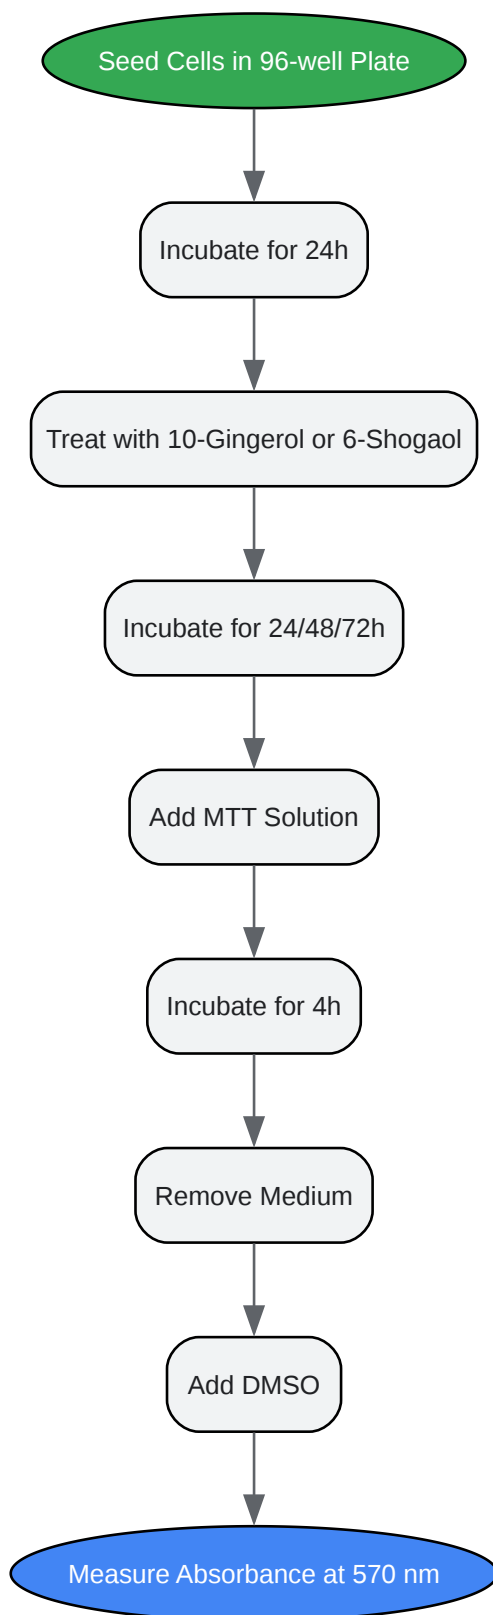 Seed Cells in 96-well Plate
Incubate for 24h
Treat with 10-Gingerol or 6-Shogaol
Incubate for 24/48/72h
Add MTT Solution
Incubate for 4h
Remove Medium
Add DMSO
Measure Absorbance at 570 nm